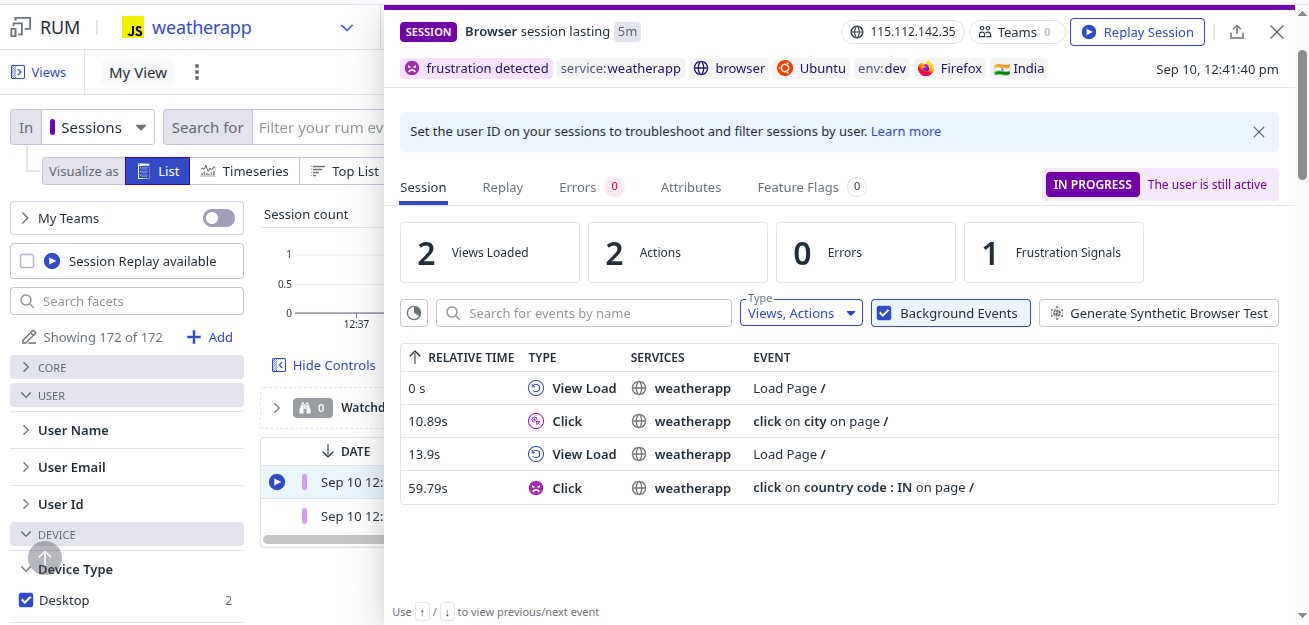 RUM
JS weatherapp
Views
My View
In Sessions Search for Filter your rum ev
Visualize as List Timeseries Top List
My Teams
Session Replay available
Search facets
Showing 172 of 172 Add
CORE
USER
User Name
User Email
User Id
DEVICE
Device Type
Desktop 2
Session count
1
0.5
0
12:37
Hide Controls
0 Watchd
DATE
Sep 10 12:
Sep 10 12:
SESSION Browser session lasting 5m 115.112.142.35 Teams 0 Replay Session
frustration detected service:weatherapp browser Ubuntu env:dev Firefox India Sep 10, 12:41:40 pm
Set the user ID on your sessions to troubleshoot and filter sessions by user. Learn more
Session Replay Errors 0 Attributes Feature Flags 0 IN PROGRESS The user is still active
2 Views Loaded 2 Actions 0 Errors 1 Frustration Signals
Type
Search for events by name Views, Actions Background Events Generate Synthetic Browser Test
RELATIVE TIME TYPE SERVICES EVENT
0 s View Load weatherapp Load Page /
10.89s Click weatherapp click on city on page /
13.9s View Load weatherapp Load Page /
59.79s Click weatherapp click on country code : IN on page /
Use ↑ / ↓ to view previous/next event